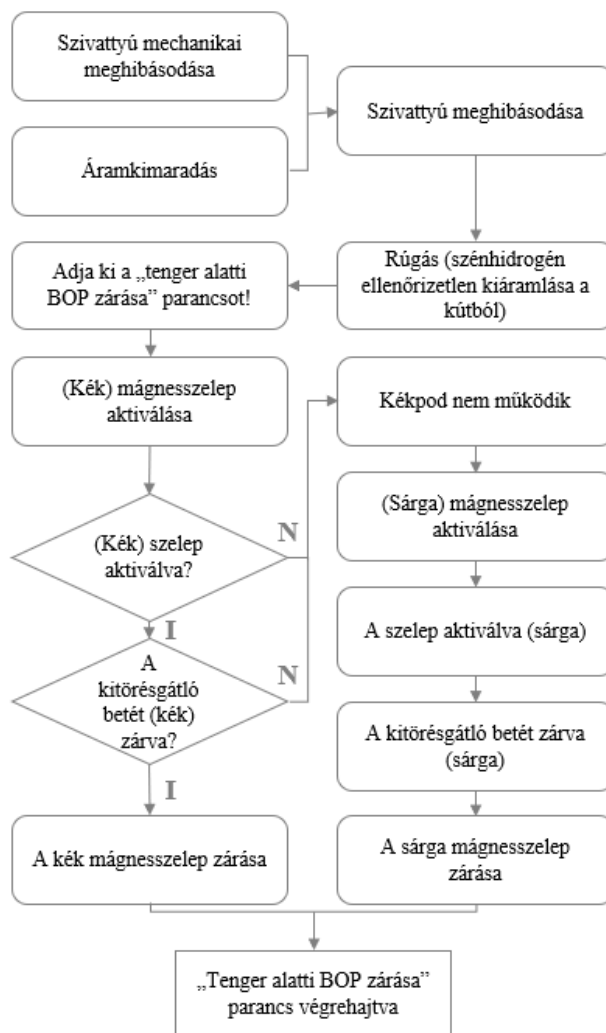 Szivattyú mechanikai
meghibásodása
Szivattyú meghibásodása
Áramkimaradás
Adja ki a „tenger alatti
BOP zárása” parancsot!
Rúgás (szénhidrogén
ellenőrizetlen kiáramlása a
kútból)
(Kék) mágnesszelep
aktiválása
Kékpod nem működik
(Kék) szelep
aktiválva?
N
I
(Sárga) mágnesszelep
aktiválása
A szelep aktiválva (sárga)
A
kitörésgátló
betét (kék)
zárva?
N
I
A kitörésgátló betét zárva
(sárga)
A kék mágnesszelep zárása
A sárga mágnesszelep
zárása
„Tenger alatti BOP zárása”
parancs végrehajtva